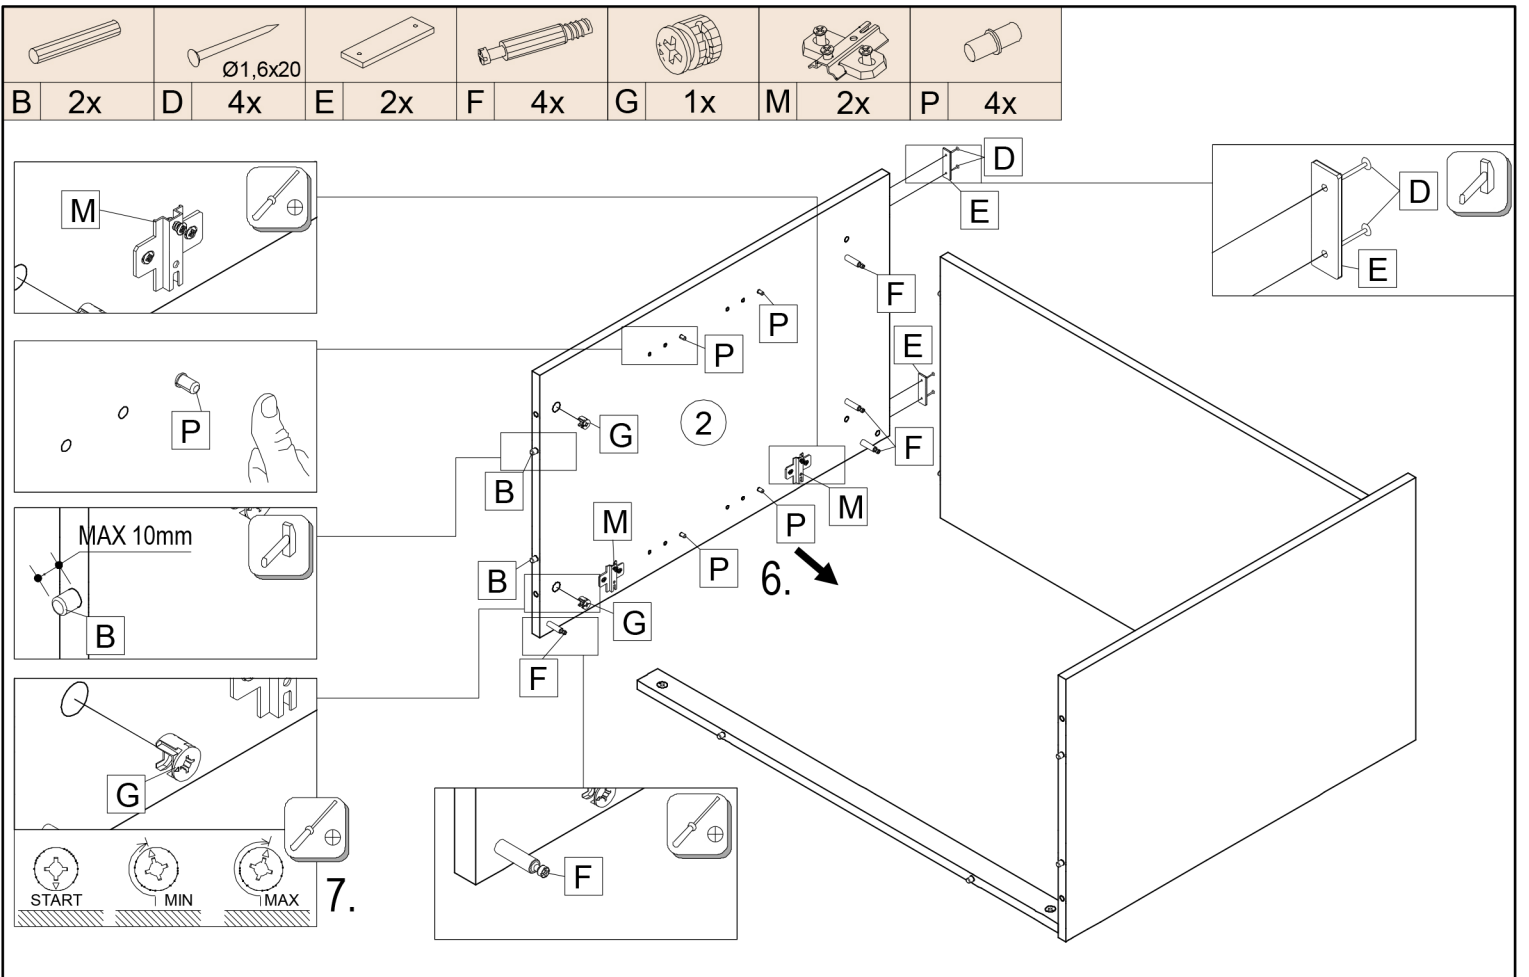 Ø1,6x20
B 2x D 4x E 2x F 4x G 1x M 2x P 4x
D
E
M
D
E
F
P
P
E
P
2
G
F
B
M
M
P
MAX 10mm
B
P
6.
B
G
F
G
F
START MIN MAX
7.